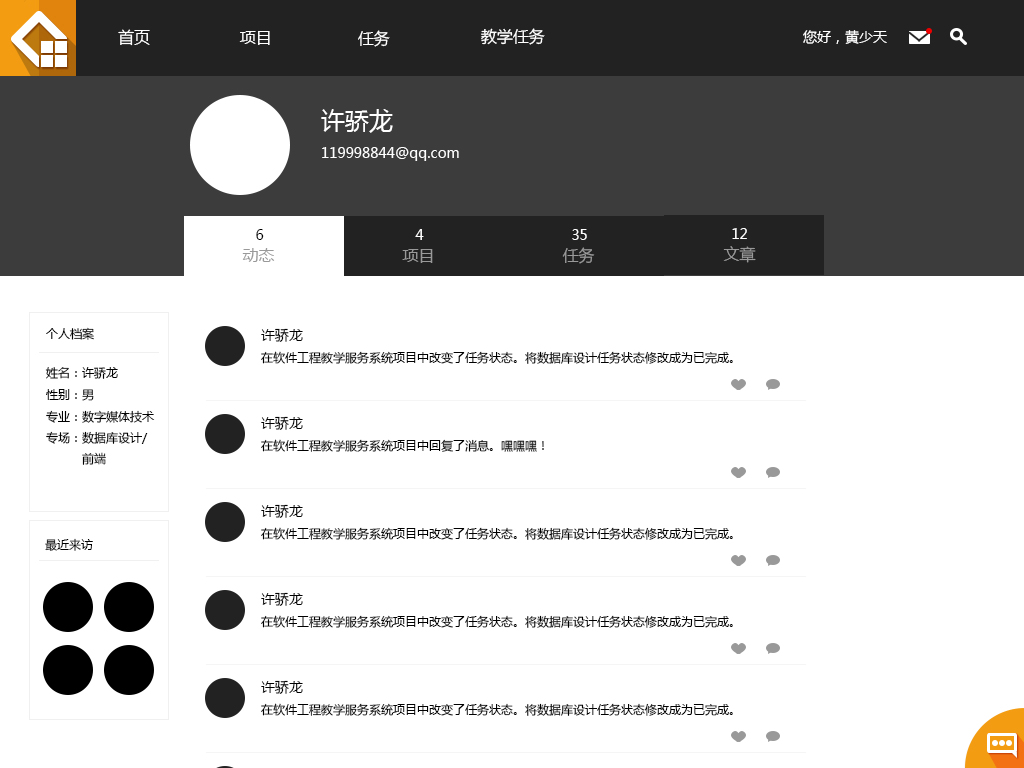 首页 项目 任务 教学任务 您好，黄少天
许骄龙
119998844@qq.com
6 4 35 12
动态 项目 任务 文章
个人档案
姓名：许骄龙
性别：男
专业：数字媒体技术
专场：数据库设计/
前端
最近来访
许骄龙
在软件工程教学服务系统项目中改变了任务状态。将数据库设计任务状态修改成为已完成。
许骄龙
在软件工程教学服务系统项目中回复了消息。嘿嘿嘿！
许骄龙
在软件工程教学服务系统项目中改变了任务状态。将数据库设计任务状态修改成为已完成。
许骄龙
在软件工程教学服务系统项目中改变了任务状态。将数据库设计任务状态修改成为已完成。
许骄龙
在软件工程教学服务系统项目中改变了任务状态。将数据库设计任务状态修改成为已完成。